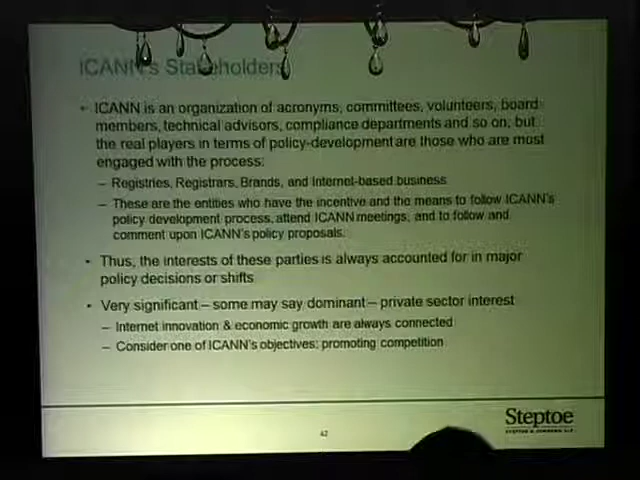 ICANN's Stakeholders
• ICANN is an organization of acronyms, committees, volunteers, board
members, technical advisors, compliance departments and so on; but
the real players in terms of policy-development are those who are most
engaged with the process:
– Registries, Registrars, Brands, and Internet-based business
– These are the entities who have the incentive and the means to follow ICANN's
policy development process, attend ICANN meetings, and to follow and
comment upon ICANN's policy proposals.
• Thus, the interests of these parties is always accounted for in major
policy decisions or shifts
• Very significant – some may say dominant – private sector interest
– Internet innovation & economic growth are always connected
– Consider one of ICANN's objectives: promoting competition
Steptoe
STEPTOE & JOHNSON LLP
42